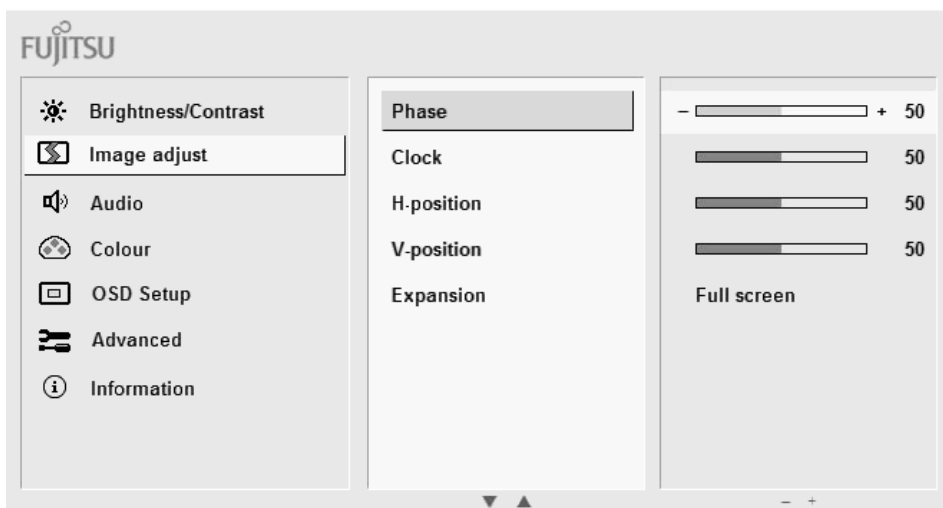 FUJITSU
Brightness/Contrast
Image adjust
Audio
Colour
OSD Setup
Advanced
Information
Phase
Clock
H-position
V-position
Expansion
- + 50
50
50
50
Full screen
▼ ▲
- +